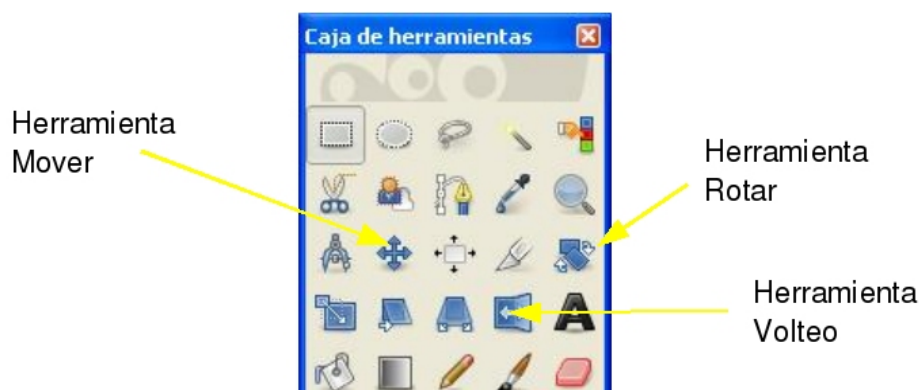 Caja de herramientas
Herramienta
Mover
Herramienta
Rotar
Herramienta
Volteo